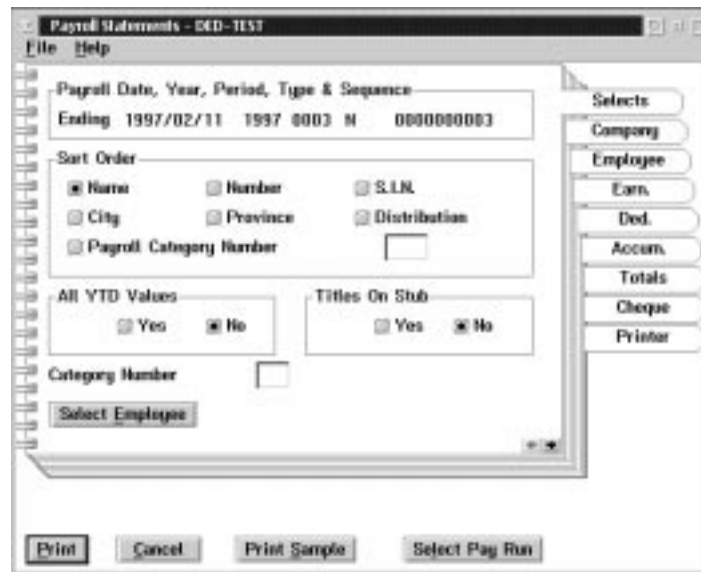 Payroll Statements - DED-TEST
File Help
Payroll Date, Year, Period, Type & Sequence
Ending 1997/02/11 1997 0003 N 0000000003
Sort Order
Name Number S.I.N.
City Province Distribution
Payroll Category Number
All YTD Values
Yes No
Titles On Stub
Yes No
Category Number
Select Employee
Selects
Company
Employee
Earn.
Ded.
Accum.
Totals
Cheque
Printer
Print Cancel Print Sample Select Pay Run